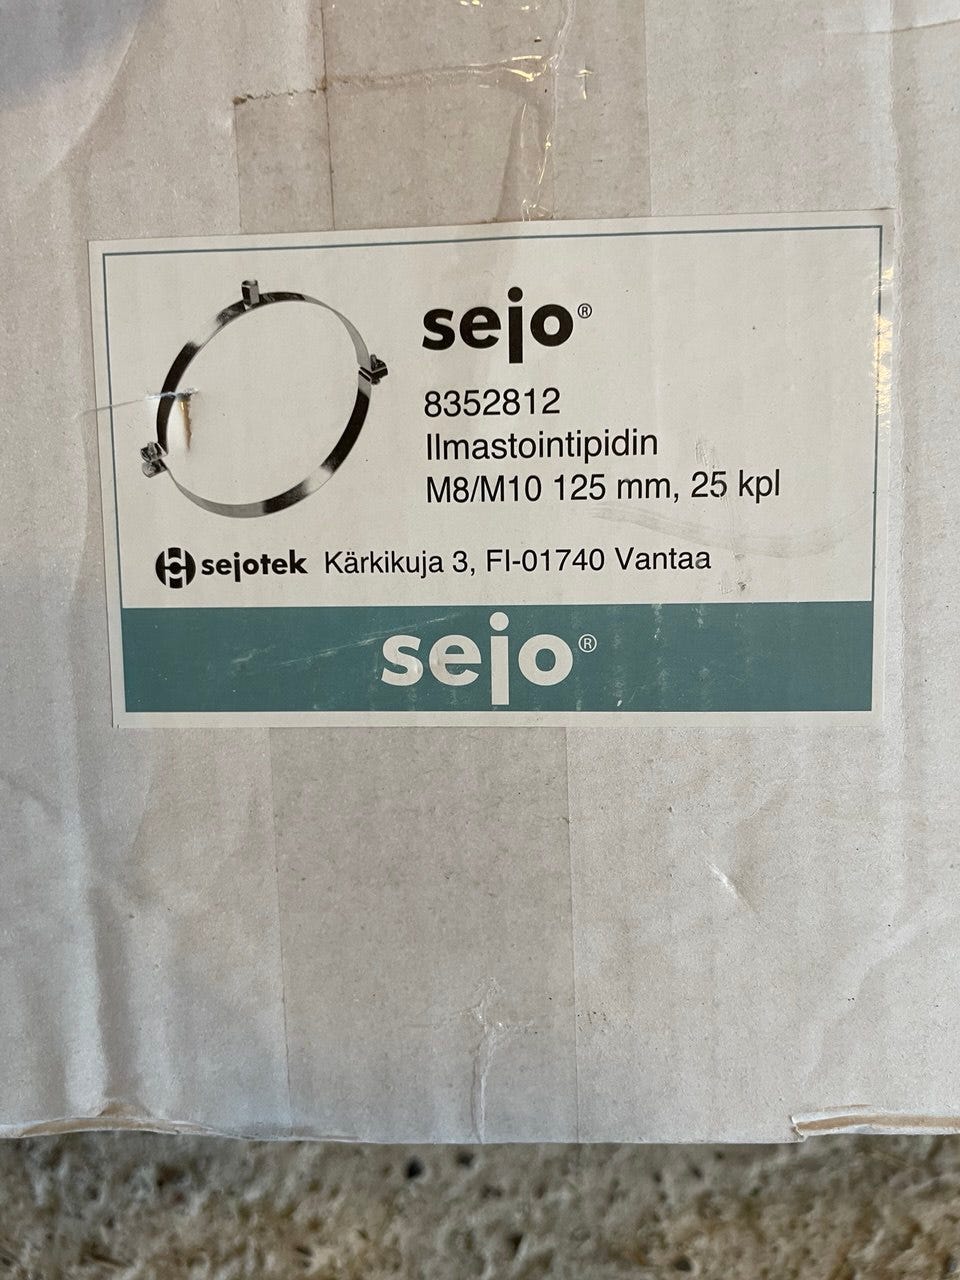 sejo®
8352812
Ilmastointipidin
M8/M10 125 mm, 25 kpl
sejotek Kärkikuja 3, FI-01740 Vantaa
sejo®